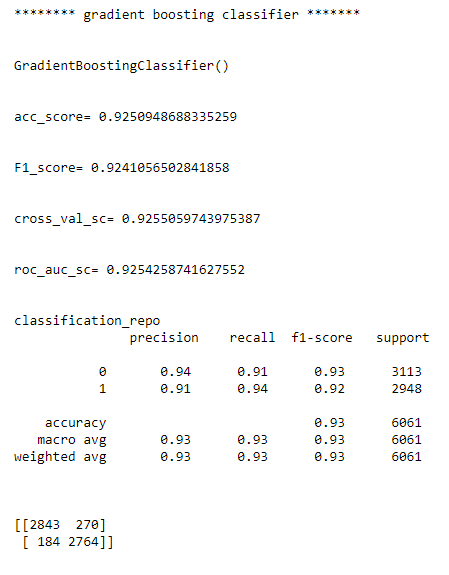 ******** gradient boosting classifier *******
GradientBoostingClassifier()
acc_score= 0.9250948688335259
F1_score= 0.9241056502841858
cross_val_sc= 0.9255059743975387
roc_auc_sc= 0.9254258741627552
classification_repo
precision    recall  f1-score   support
0       0.94      0.91      0.93      3113
1       0.91      0.94      0.92      2948
accuracy                           0.93      6061
macro avg       0.93      0.93      0.93      6061
weighted avg       0.93      0.93      0.93      6061
[[2843  270]
[ 184 2764]]